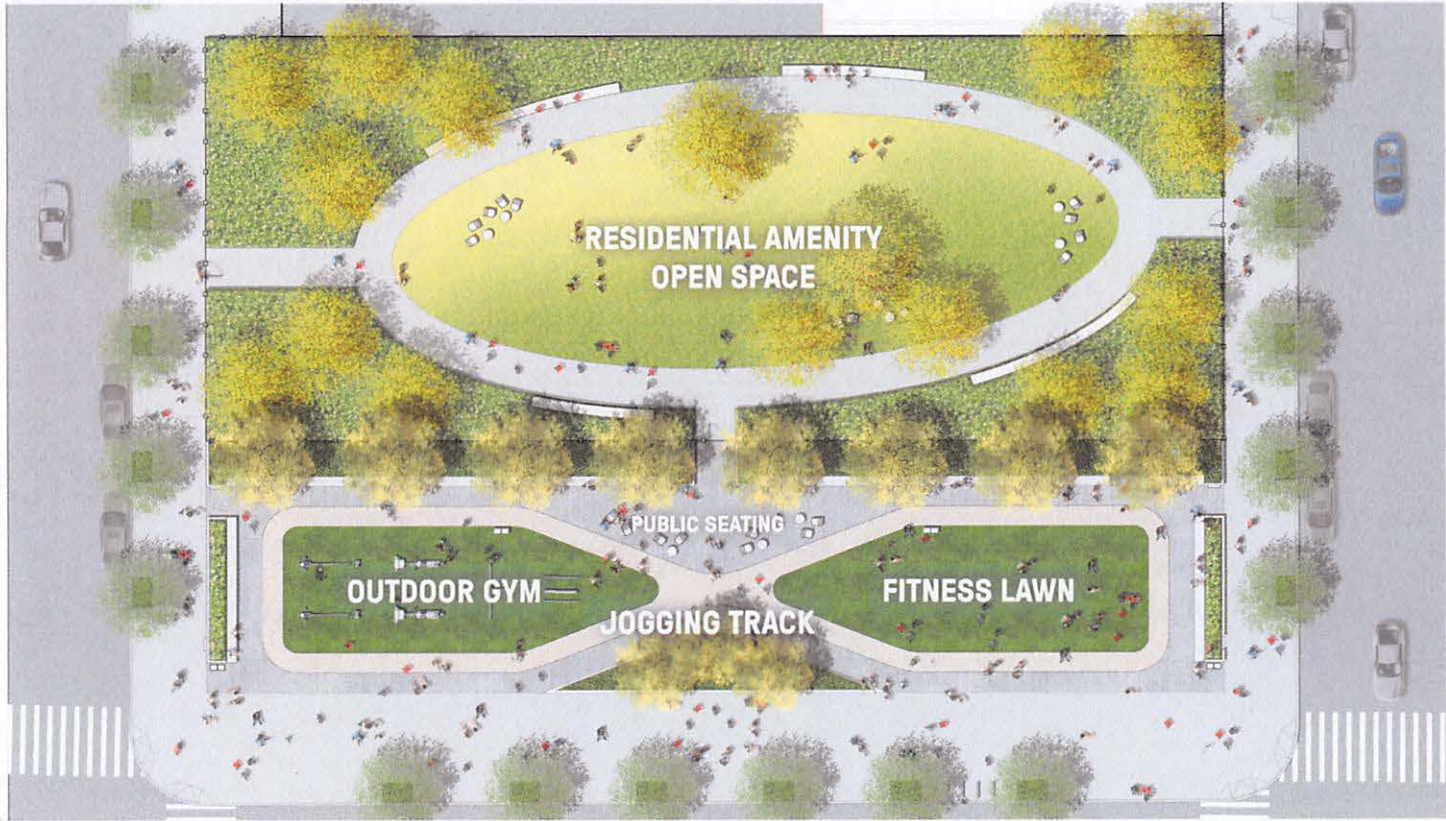 RESIDENTIAL AMENITY
OPEN SPACE
PUBLIC SEATING
OUTDOOR GYM
FITNESS LAWN
JOGGING TRACK